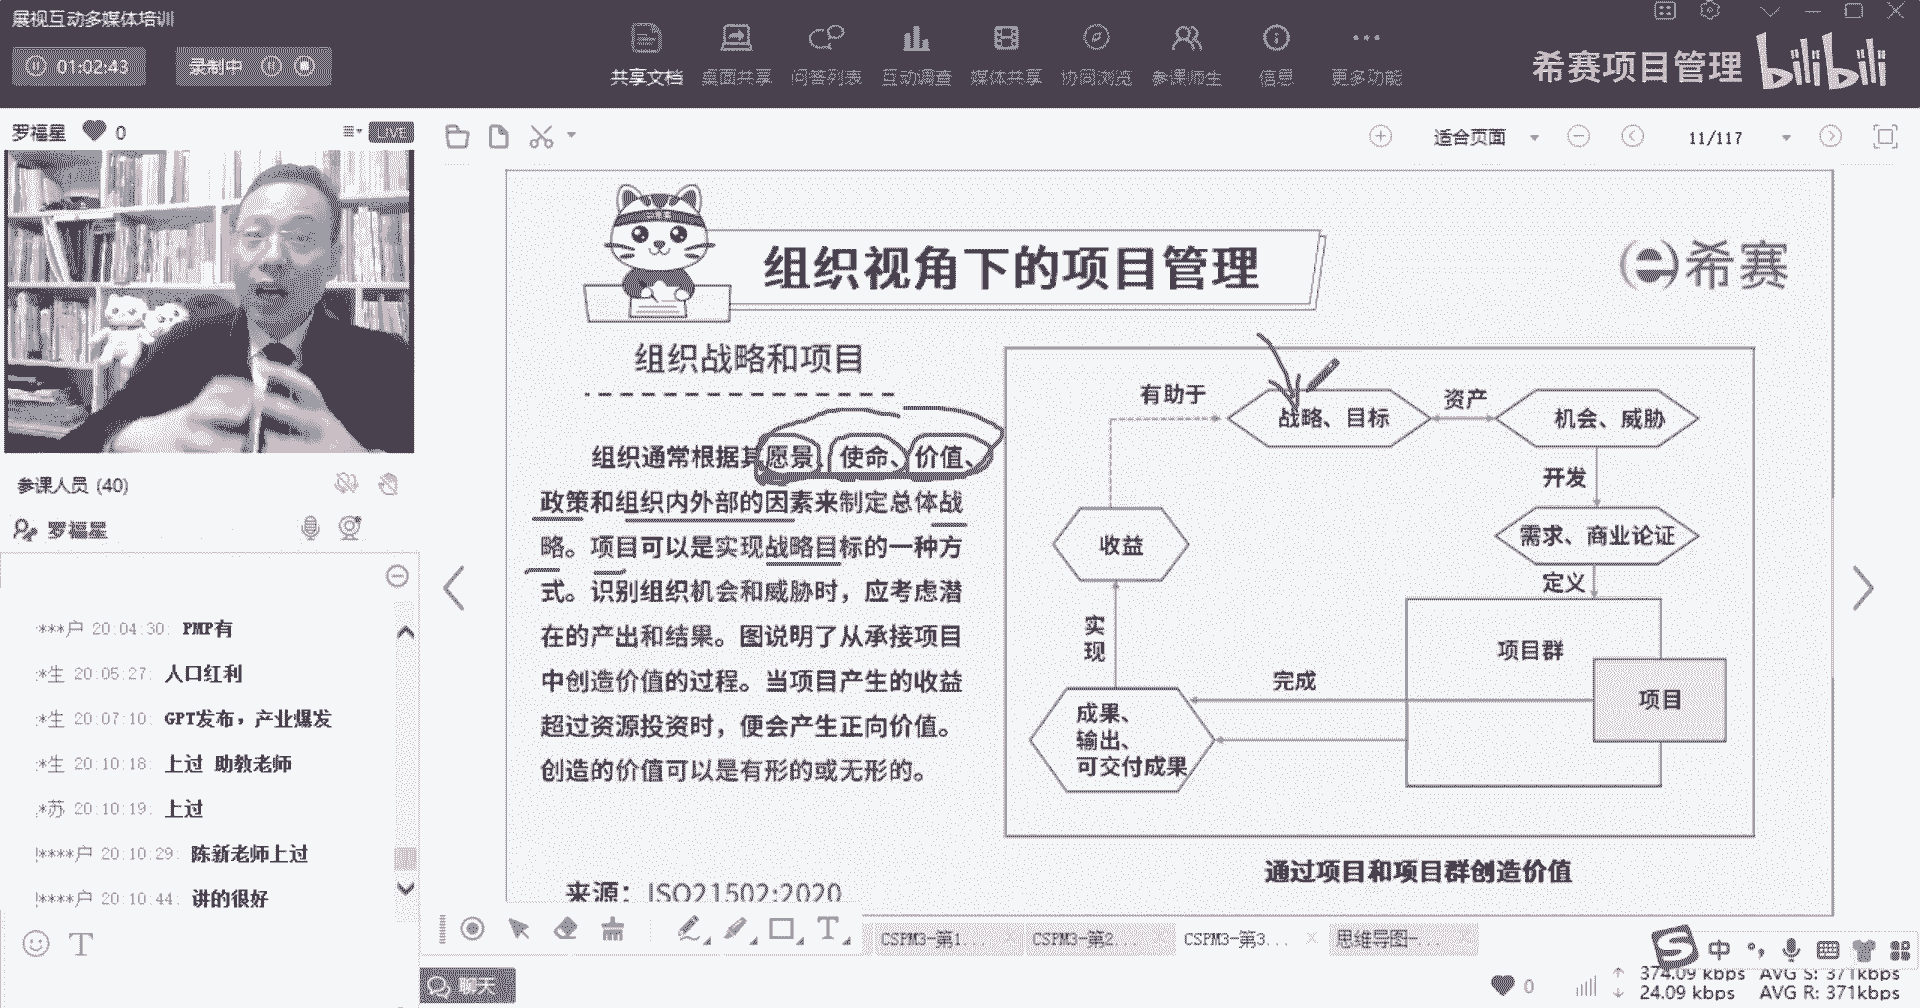 展视互动多媒体培训
01:02:43
录制中
共享文档
桌面共享
问答列表
互动调查
媒体共享
协同浏览
参课师生
信息
更多功能
希赛项目管理
bilibili
罗福星 0
LIVE
适合页面
11/117
组织视角下的项目管理
希赛
组织战略和项目
组织通常根据其愿景、使命、价值、
政策和组织内外部的因素来制定总体战
略。项目可以是实现战略目标的一种方
式。识别组织机会和威胁时，应考虑潜
在的产出和结果。图说明了从承接项目
中创造价值的过程。当项目产生的收益
超过资源投资时，便会产生正向价值。
创造的价值可以是有形的或无形的。
来源：ISO21502:2020
有助于
战略、目标
资产
机会、威胁
开发
收益
需求、商业论证
定义
实现
项目群
完成
项目
成果、
输出、
可交付成果
通过项目和项目群创造价值
参课人员 (40)
罗福星
***户 20:04:30: PMP有
*生 20:05:27: 人口红利
*生 20:07:10: GPT发布，产业爆发
*生 20:10:18: 上过 助教老师
*苏 20:10:19: 上过
!****户 20:10:29: 陈新老师上过
!****户 20:10:44: 讲的很好
T
T
CSPM3-第1...
CSPM3-第2...
CSPM3-第3...
思维导图-...
聊天
S 中
0
374.09 kbps AVG S: 371kbps
24.09 kbps AVG R: 371kbps